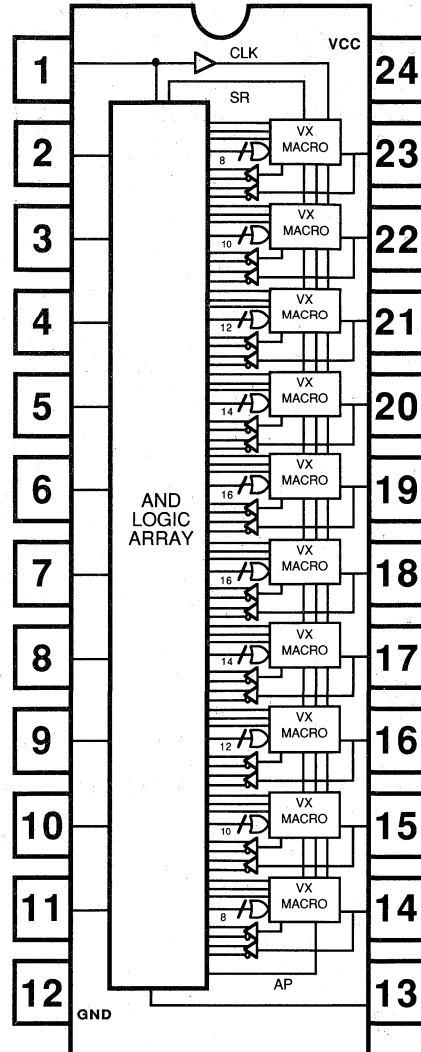 CLK
VCC
1
24
SR
VX
MACRO
2
8
23
VX
MACRO
3
10
22
VX
MACRO
4
12
21
VX
MACRO
5
14
20
VX
MACRO
6
16
19
AND
LOGIC
ARRAY
VX
MACRO
7
16
18
VX
MACRO
8
14
17
VX
MACRO
9
12
16
VX
MACRO
10
10
15
VX
MACRO
11
8
14
AP
12
13
GND